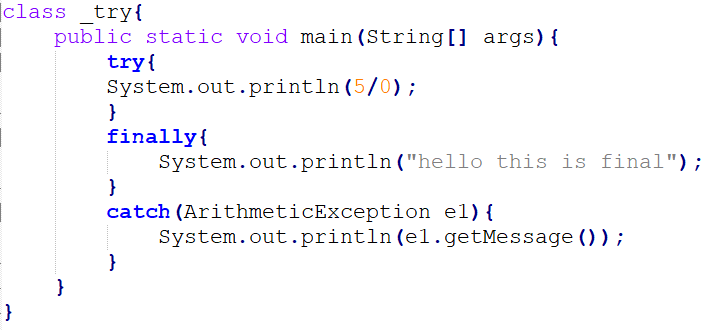 class _try{
public static void main(String[] args){
try{
System.out.println(5/0);
}
finally{
System.out.println("hello this is final");
}
catch(ArithmeticException e1){
System.out.println(e1.getMessage());
}
}
}